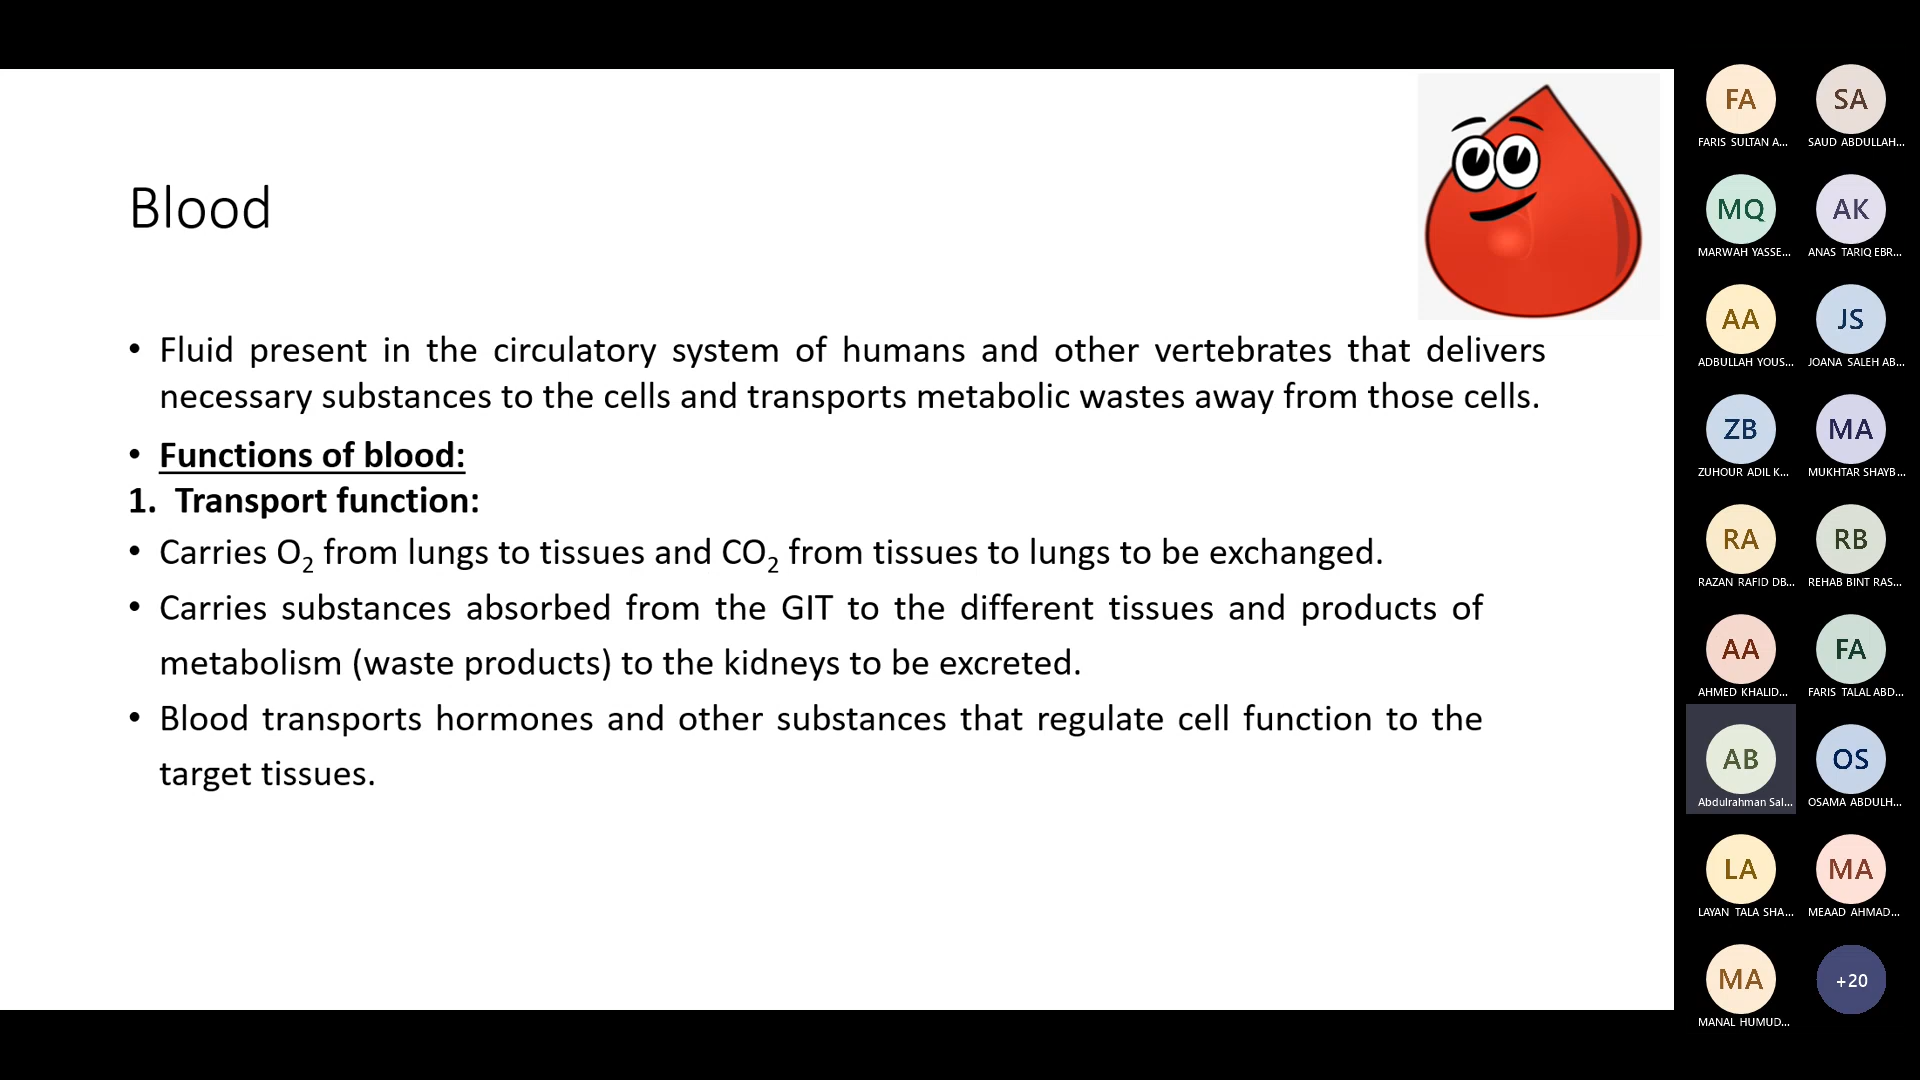 Blood
• Fluid present in the circulatory system of humans and other vertebrates that delivers
necessary substances to the cells and transports metabolic wastes away from those cells.
• Functions of blood:
1. Transport function:
• Carries O₂ from lungs to tissues and CO₂ from tissues to lungs to be exchanged.
• Carries substances absorbed from the GIT to the different tissues and products of
metabolism (waste products) to the kidneys to be excreted.
• Blood transports hormones and other substances that regulate cell function to the
target tissues.
FA SA
FARIS SULTAN A... SAUD ABDULLAH...
MQ AK
MARWAH YASSE... ANAS TARIQ EBR...
AA JS
ADBULLAH YOUS... JOANA SALEH AB...
ZB MA
ZUHOUR ADIL K... MUKHTAR SHAYB...
RA RB
RAZAN RAFID DB... REHAB BINT RAS...
AA FA
AHMED KHALID... FARIS TALAL ABD...
AB OS
Abdulrahman Sal... OSAMA ABDULH...
LA MA
LAYAN TALA SHA... MEAAD AHMAD...
MA +20
MANAL HUMUD...